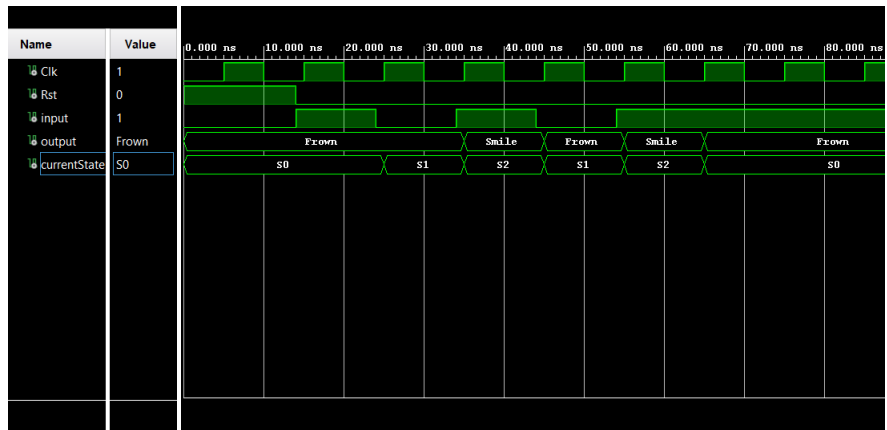 Name Value
0.000 ns 10.000 ns 20.000 ns 30.000 ns 40.000 ns 50.000 ns 60.000 ns 70.000 ns 80.000 ns
Clk 1
Rst 0
input 1
output Frown Frown Smile Frown Smile Frown
currentState S0 S0 S1 S2 S1 S2 S0